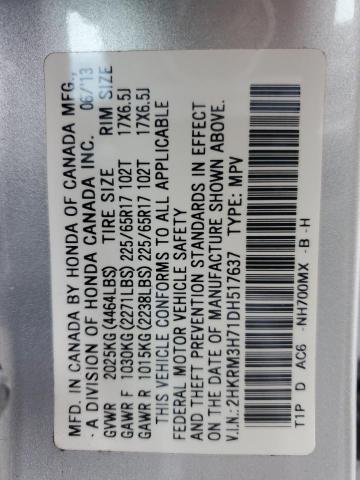 MFD. IN CANADA BY HONDA OF CANADA MFG.,
- A DIVISION OF HONDA CANADA INC. 06/'13
GVWR 2025KG(4464LBS) TIRE SIZE RIM SIZE
GAWR F 1030KG(2271LBS) 225/65R17 102T 17X6.5J
GAWR R 1015KG(2238LBS) 225/65R17 102T 17X6.5J
THIS VEHICLE CONFORMS TO ALL APPLICABLE
FEDERAL MOTOR VEHICLE SAFETY
AND THEFT PREVENTION STANDARDS IN EFFECT
ON THE DATE OF MANUFACTURE SHOWN ABOVE.
V.I.N.: 2HKRM3H71DH517637 TYPE: MPV
T1P D AC6 -NH700MX -B -H